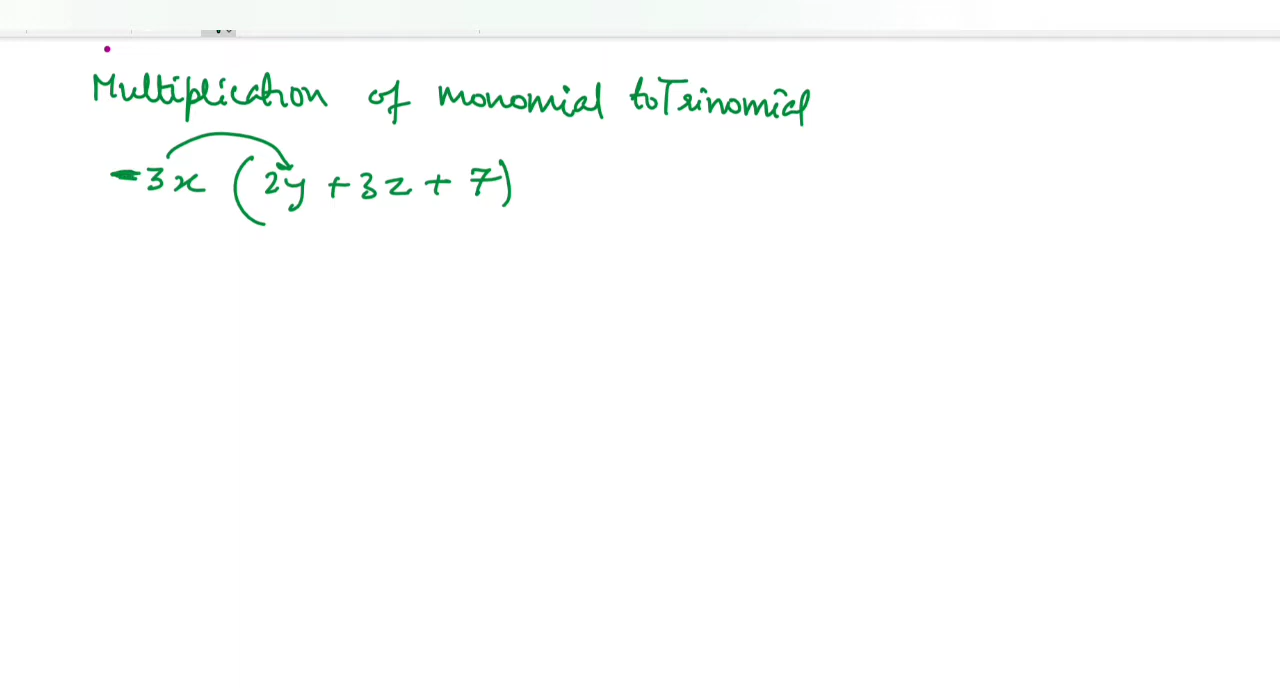 Multiplication of monomial to Trinomial
-3x (2y + 3z + 7)